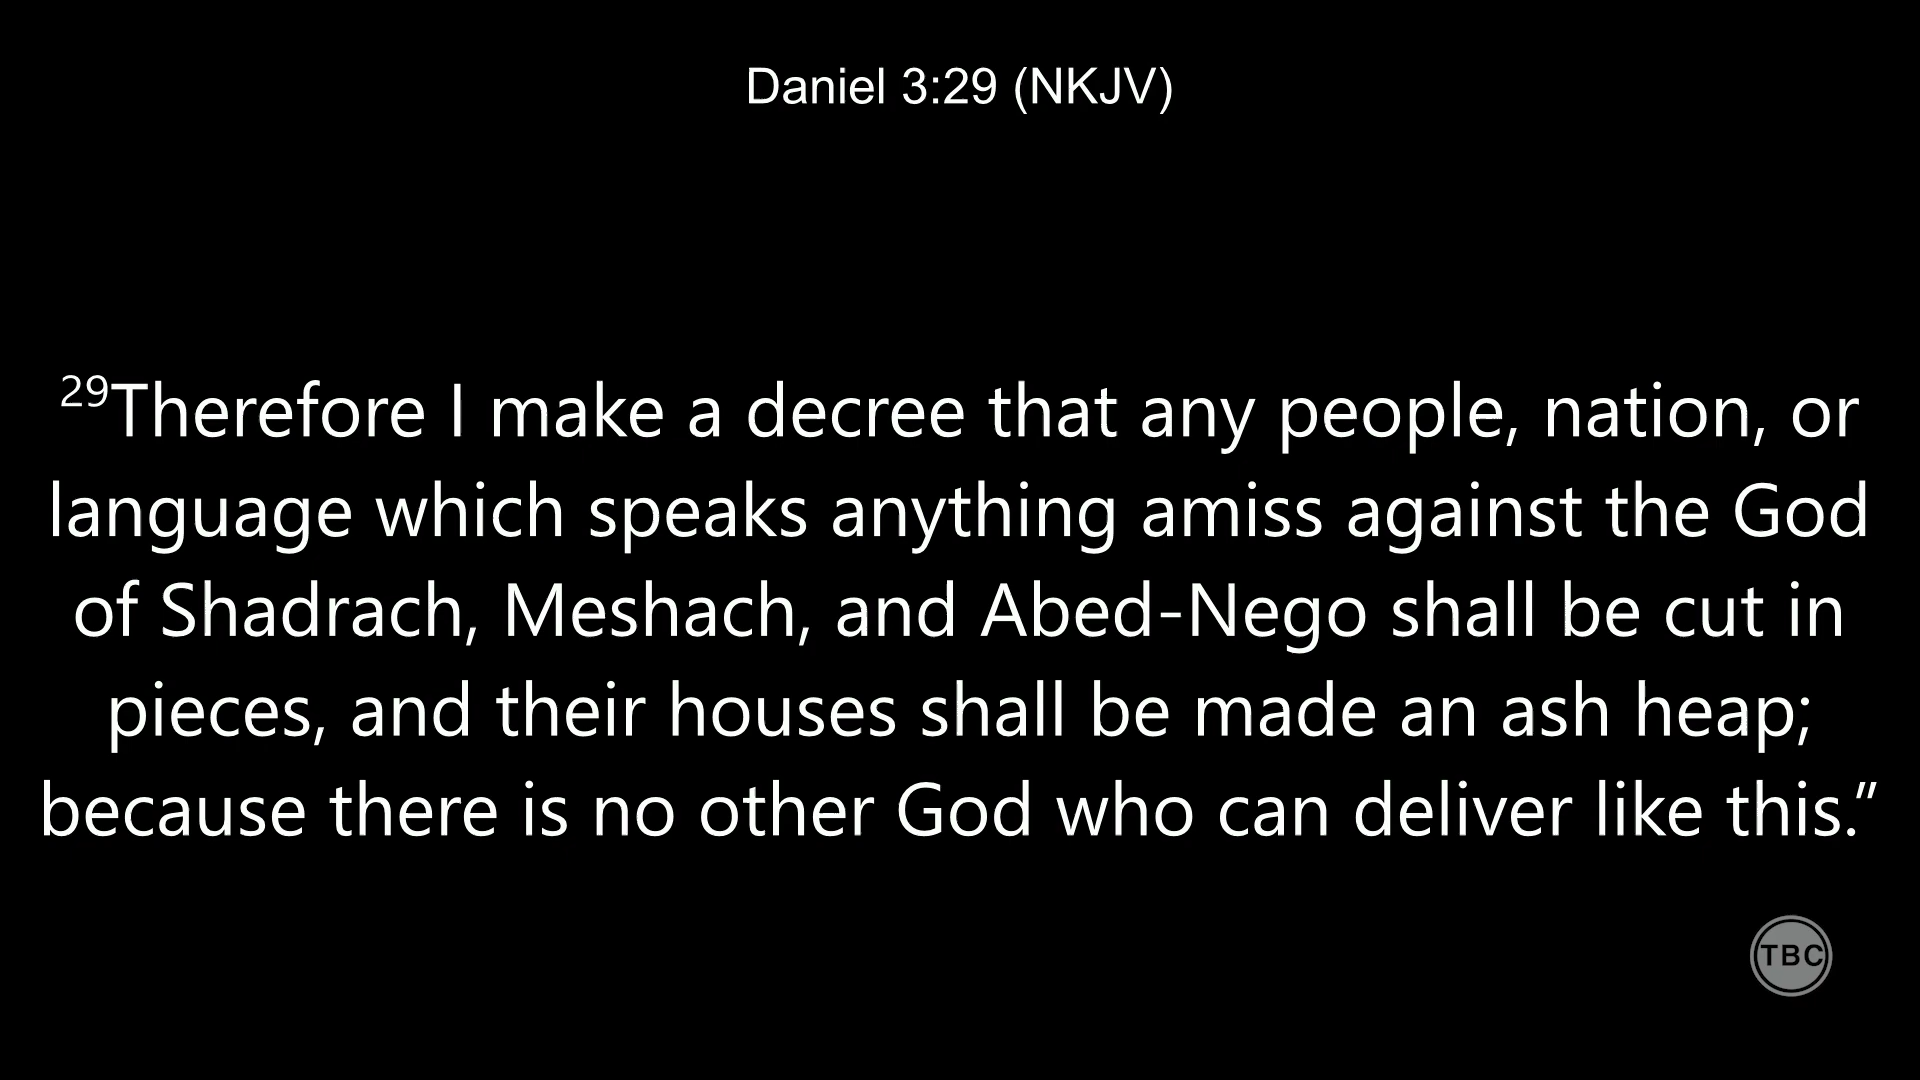 Daniel 3:29 (NKJV)
29Therefore I make a decree that any people, nation, or
language which speaks anything amiss against the God
of Shadrach, Meshach, and Abed-Nego shall be cut in
pieces, and their houses shall be made an ash heap;
because there is no other God who can deliver like this.”
TBC